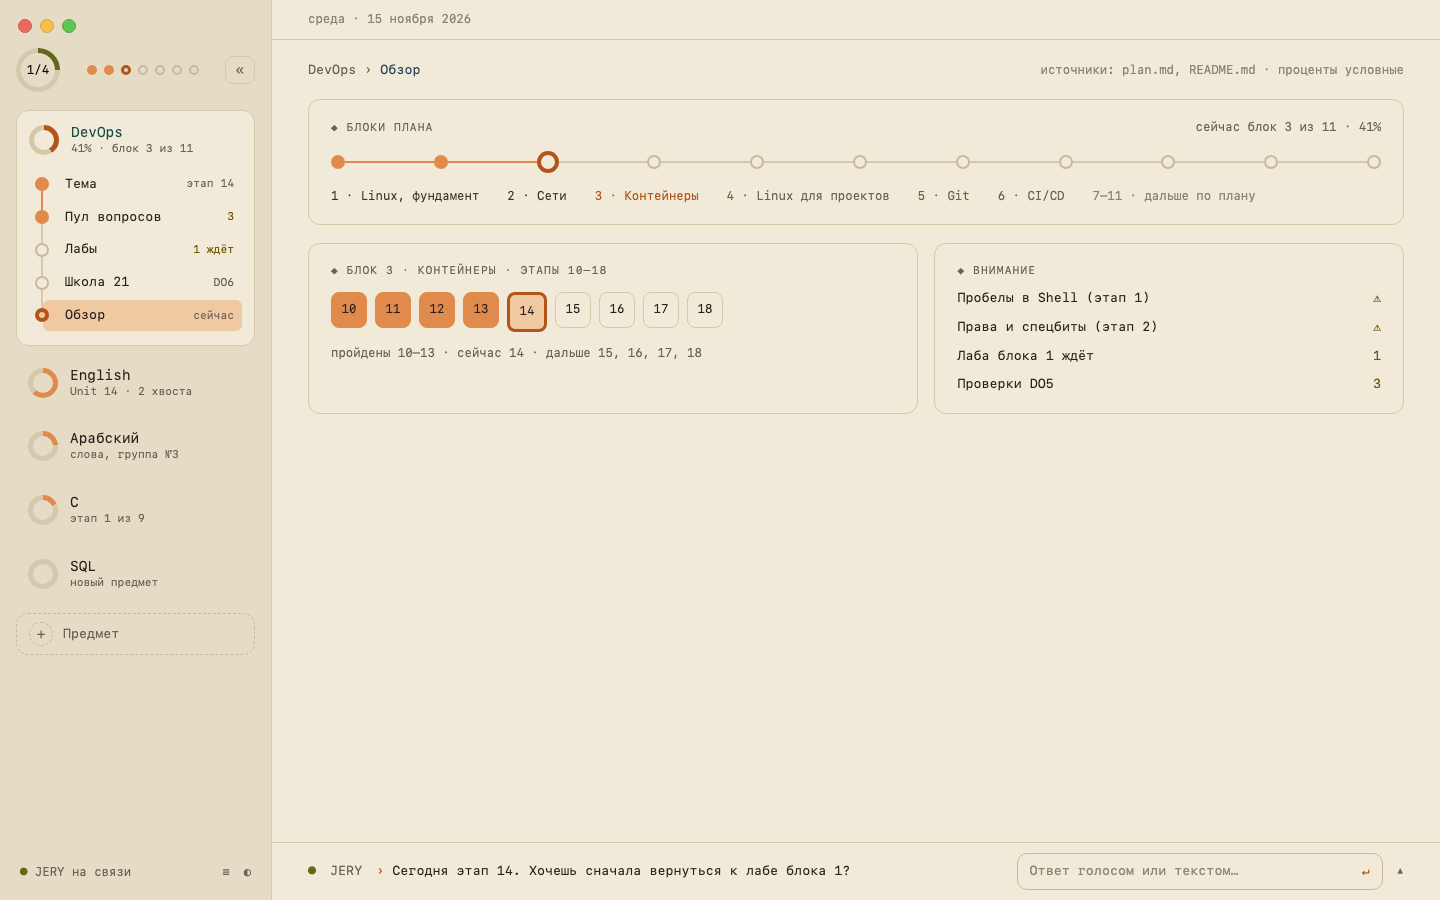 среда · 15 ноября 2026
1/4
«
DevOps
41% · блок 3 из 11
Тема этап 14
Пул вопросов 3
Лабы 1 ждёт
Школа 21 DO6
Обзор сейчас
English
Unit 14 · 2 хвоста
Арабский
слова, группа №3
C
этап 1 из 9
SQL
новый предмет
+ Предмет
JERY на связи
DevOps › Обзор
источники: plan.md, README.md · проценты условные
◆ БЛОКИ ПЛАНА
сейчас блок 3 из 11 · 41%
1 · Linux, фундамент 2 · Сети 3 · Контейнеры 4 · Linux для проектов 5 · Git 6 · CI/CD 7–11 · дальше по плану
◆ БЛОК 3 · КОНТЕЙНЕРЫ · ЭТАПЫ 10–18
10 11 12 13 14 15 16 17 18
пройдены 10–13 · сейчас 14 · дальше 15, 16, 17, 18
◆ ВНИМАНИЕ
Пробелы в Shell (этап 1) ⚠
Права и спецбиты (этап 2) ⚠
Лаба блока 1 ждёт 1
Проверки DO5 3
JERY › Сегодня этап 14. Хочешь сначала вернуться к лабе блока 1?
Ответ голосом или текстом… ↵